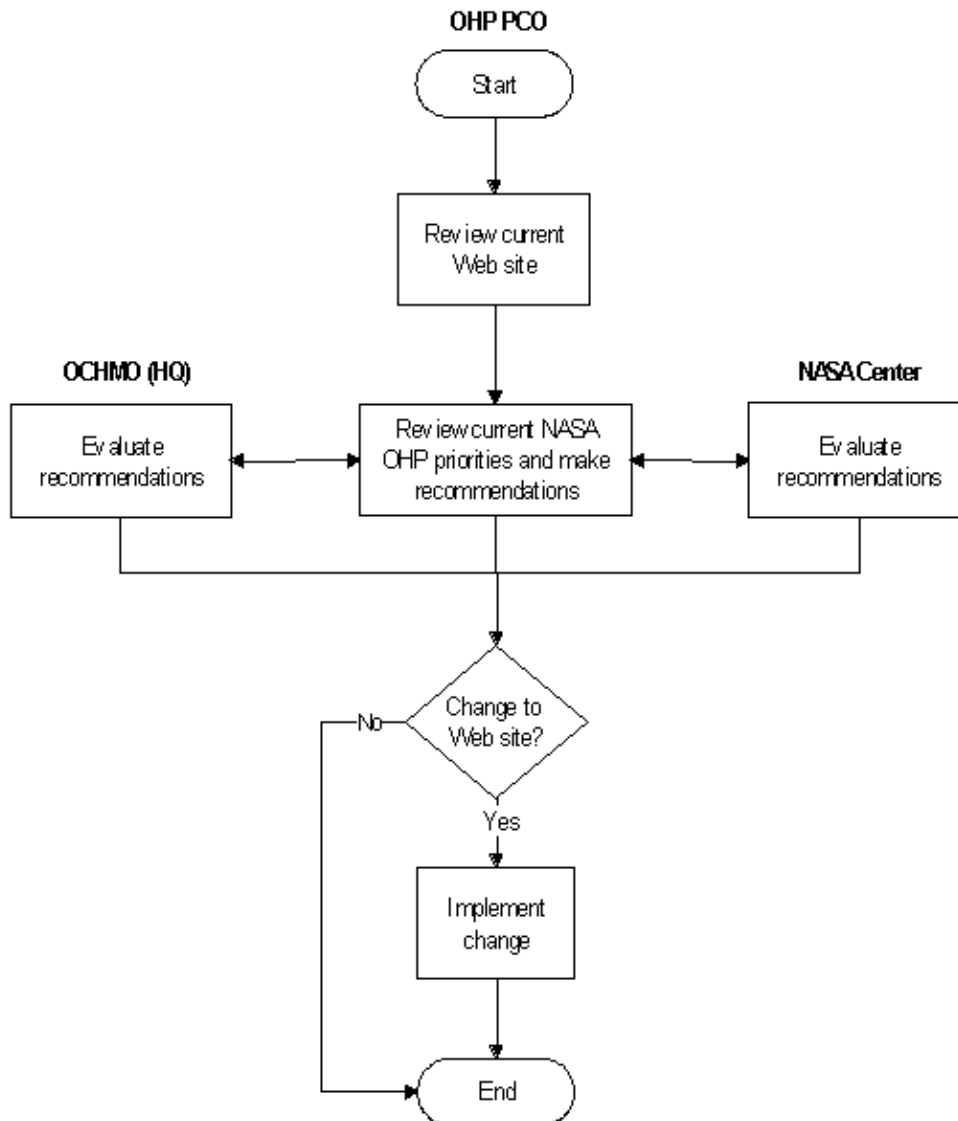 OHP PCO
Start
Review current
Web site
OCHMO (HQ)
NASA Center
Evaluate
recommendations
Review current NASA
OHP priorities and make
recommendations
Evaluate
recommendations
Change to
Web site?
No
Yes
Implement
change
End